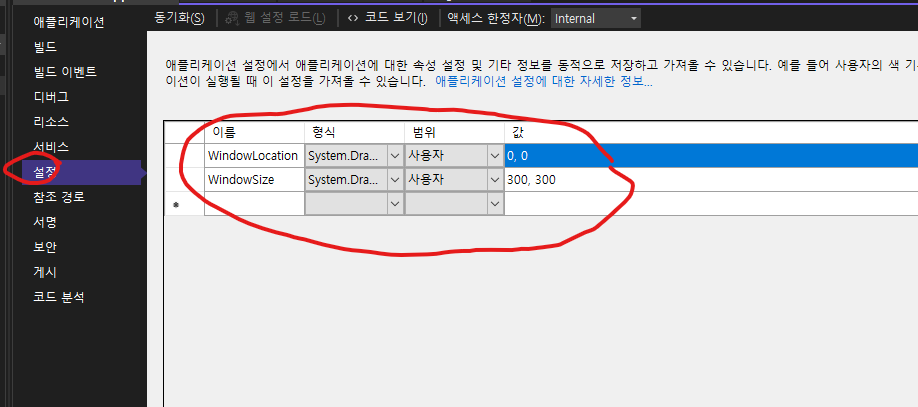 동기화(S) 웹 설정 로드(L) 코드 보기(I) 액세스 한정자(M): Internal
애플리케이션
빌드
빌드 이벤트
디버그
리소스
서비스
설정
참조 경로
서명
보안
게시
코드 분석
애플리케이션 설정에서 애플리케이션에 대한 속성 설정 및 기타 정보를 동적으로 저장하고 가져올 수 있습니다. 예를 들어 사용자의 색 기
이션이 실행될 때 이 설정을 가져올 수 있습니다. 애플리케이션 설정에 대한 자세한 정보...
이름 형식 범위 값
WindowLocation System.Dra... 사용자 0, 0
WindowSize System.Dra... 사용자 300, 300
*